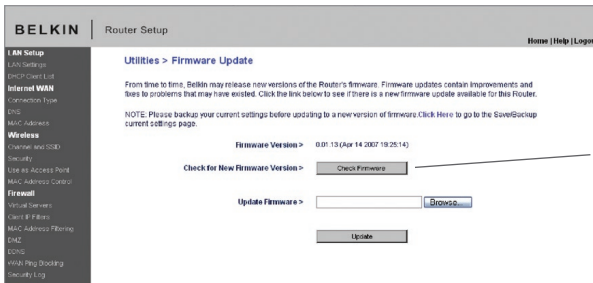 BELKIN
Router Setup
Home | Help | Logou
LAN Setup
LAN Settings
DHCP Client List
Internet WAN
Connection Type
DNS
MAC Address
Wireless
Channel and SSID
Security
Use as Access Point
MAC Address Control
Firewall
Virtual Servers
Client IP Filters
MAC Address Filtering
DMZ
DDNS
WAN Ping Blocking
Security Log
Utilities > Firmware Update
From time to time, Belkin may release new versions of the Router's firmware. Firmware updates contain improvements and
fixes to problems that may have existed. Click the link below to see if there is a new firmware update available for this Router.
NOTE: Please backup your current settings before updating to a new version of firmware.Click Here to go to the Save/Backup
current settings page.
Firmware Version > 0.01.13 (Apr 14 2007 19:25:14)
Check for New Firmware Version > Check Firmware
Update Firmware > Browse...
Update